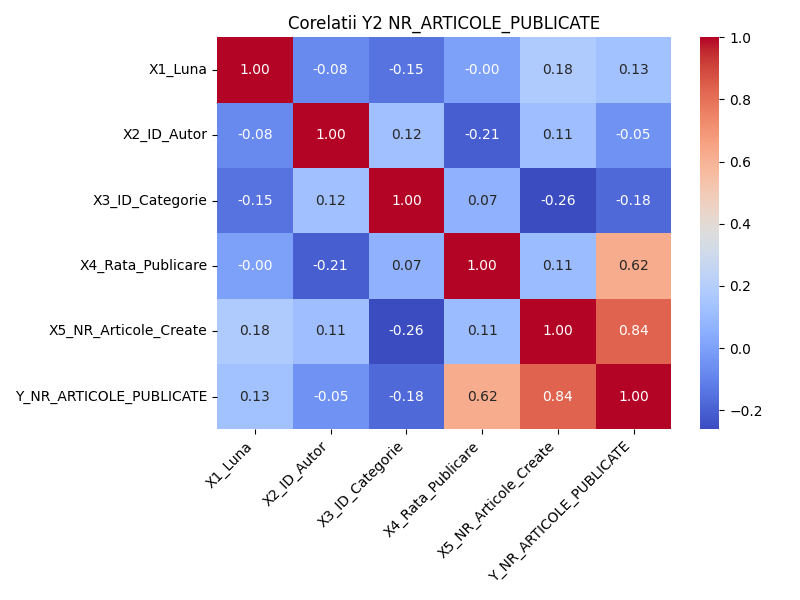 Corelatii Y2 NR_ARTICOLE_PUBLICATE
X1_Luna 1.00 -0.08 -0.15 -0.00 0.18 0.13
X2_ID_Autor -0.08 1.00 0.12 -0.21 0.11 -0.05
X3_ID_Categorie -0.15 0.12 1.00 0.07 -0.26 -0.18
X4_Rata_Publicare -0.00 -0.21 0.07 1.00 0.11 0.62
X5_NR_Articole_Create 0.18 0.11 -0.26 0.11 1.00 0.84
Y_NR_ARTICOLE_PUBLICATE 0.13 -0.05 -0.18 0.62 0.84 1.00
X1_Luna
X2_ID_Autor
X3_ID_Categorie
X4_Rata_Publicare
X5_NR_Articole_Create
Y_NR_ARTICOLE_PUBLICATE
1.0
0.8
0.6
0.4
0.2
0.0
−0.2